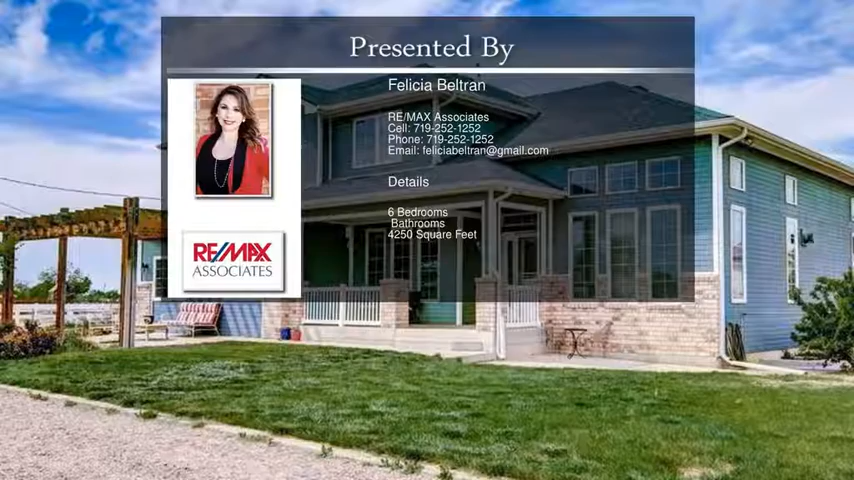 Presented By
Felicia Beltran
RE/MAX Associates
Cell: 719-252-1252
Phone: 719-252-1252
Email: feliciabeltran@gmail.com
Details
6 Bedrooms
Bathrooms
4250 Square Feet
RE/MAX
ASSOCIATES